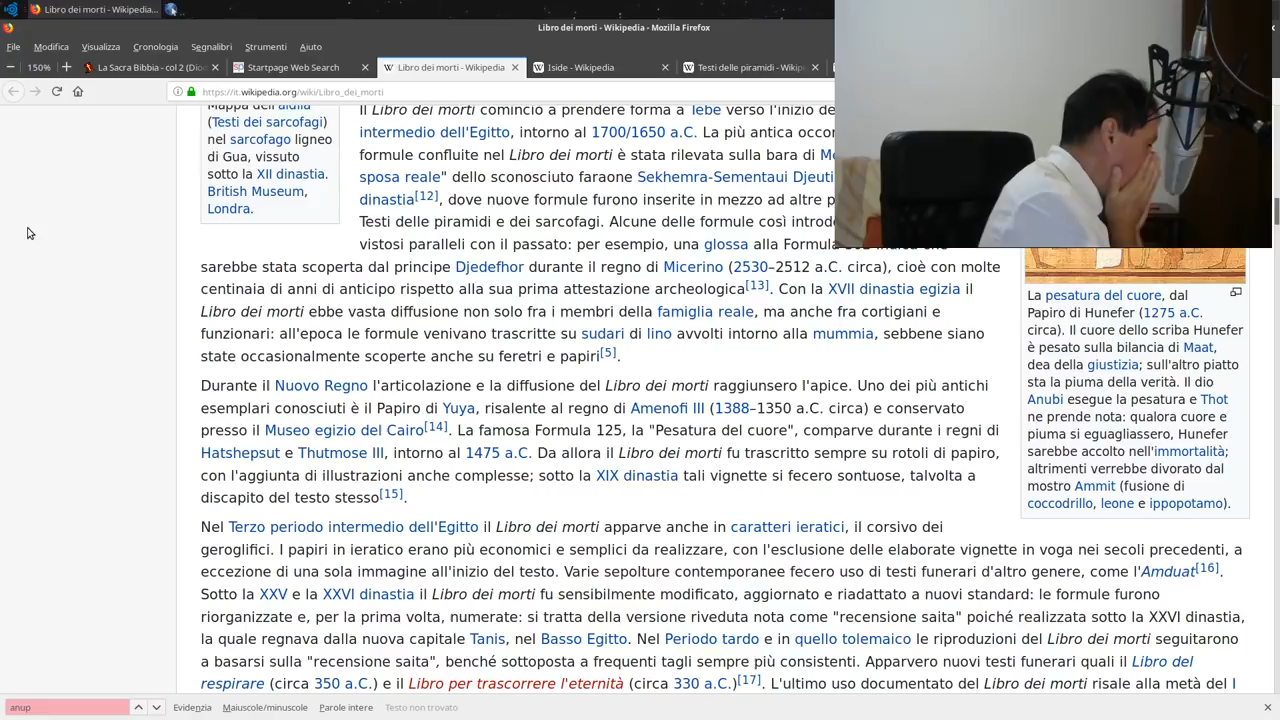 Libro dei morti - Wikipedia...
Libro dei morti - Wikipedia - Mozilla Firefox
File Modifica Visualizza Cronologia Segnalibri Strumenti Aiuto
150% La Sacra Bibbia - col 2 (Dio Startpage Web Search Libro dei morti - Wikipedia Iside - Wikipedia Testi delle piramidi - Wikip
https://it.wikipedia.org/wiki/Libro_dei_morti
Mappa dell'aldilà
(Testi dei sarcofagi)
nel sarcofago ligneo
di Gua, vissuto
sotto la XII dinastia.
British Museum,
Londra.
Il Libro dei morti cominciò a prendere forma a Tebe verso l'inizio de
intermedio dell'Egitto, intorno al 1700/1650 a.C. La più antica occor
formule confluite nel Libro dei morti è stata rilevata sulla bara di M
sposa reale" dello sconosciuto faraone Sekhemra-Sementaui Djeuti
dinastia[12], dove nuove formule furono inserite in mezzo ad altre p
Testi delle piramidi e dei sarcofagi. Alcune delle formule così introd
vistosi paralleli con il passato: per esempio, una glossa alla Formula
sarebbe stata scoperta dal principe Djedefhor durante il regno di Micerino (2530–2512 a.C. circa), cioè con molte
centinaia di anni di anticipo rispetto alla sua prima attestazione archeologica[13]. Con la XVII dinastia egizia il
Libro dei morti ebbe vasta diffusione non solo fra i membri della famiglia reale, ma anche fra cortigiani e
funzionari: all'epoca le formule venivano trascritte su sudari di lino avvolti intorno alla mummia, sebbene siano
state occasionalmente scoperte anche su feretri e papiri[5].
Durante il Nuovo Regno l'articolazione e la diffusione del Libro dei morti raggiunsero l'apice. Uno dei più antichi
esemplari conosciuti è il Papiro di Yuya, risalente al regno di Amenofi III (1388–1350 a.C. circa) e conservato
presso il Museo egizio del Cairo[14]. La famosa Formula 125, la "Pesatura del cuore", comparve durante i regni di
Hatshepsut e Thutmose III, intorno al 1475 a.C. Da allora il Libro dei morti fu trascritto sempre su rotoli di papiro,
con l'aggiunta di illustrazioni anche complesse; sotto la XIX dinastia tali vignette si fecero sontuose, talvolta a
discapito del testo stesso[15].
La pesatura del cuore, dal
Papiro di Hunefer (1275 a.C.
circa). Il cuore dello scriba Hunefer
è pesato sulla bilancia di Maat,
dea della giustizia; sull'altro piatto
sta la piuma della verità. Il dio
Anubi esegue la pesatura e Thot
ne prende nota: qualora cuore e
piuma si eguagliassero, Hunefer
sarebbe accolto nell'immortalità;
altrimenti verrebbe divorato dal
mostro Ammit (fusione di
coccodrillo, leone e ippopotamo).
Nel Terzo periodo intermedio dell'Egitto il Libro dei morti apparve anche in caratteri ieratici, il corsivo dei
geroglifici. I papiri in ieratico erano più economici e semplici da realizzare, con l'esclusione delle elaborate vignette in voga nei secoli precedenti, a
eccezione di una sola immagine all'inizio del testo. Varie sepolture contemporanee fecero uso di testi funerari d'altro genere, come l'Amduat[16].
Sotto la XXV e la XXVI dinastia il Libro dei morti fu sensibilmente modificato, aggiornato e riadattato a nuovi standard: le formule furono
riorganizzate e, per la prima volta, numerate: si tratta della versione riveduta nota come "recensione saita" poiché realizzata sotto la XXVI dinastia,
la quale regnava dalla nuova capitale Tanis, nel Basso Egitto. Nel Periodo tardo e in quello tolemaico le riproduzioni del Libro dei morti seguitarono
a basarsi sulla "recensione saita", benché sottoposta a frequenti tagli sempre più consistenti. Apparvero nuovi testi funerari quali il Libro del
respirare (circa 350 a.C.) e il Libro per trascorrere l'eternità (circa 330 a.C.)[17]. L'ultimo uso documentato del Libro dei morti risale alla metà del I
anup Evidenzia Maiuscole/minuscole Parole intere Testo non trovato